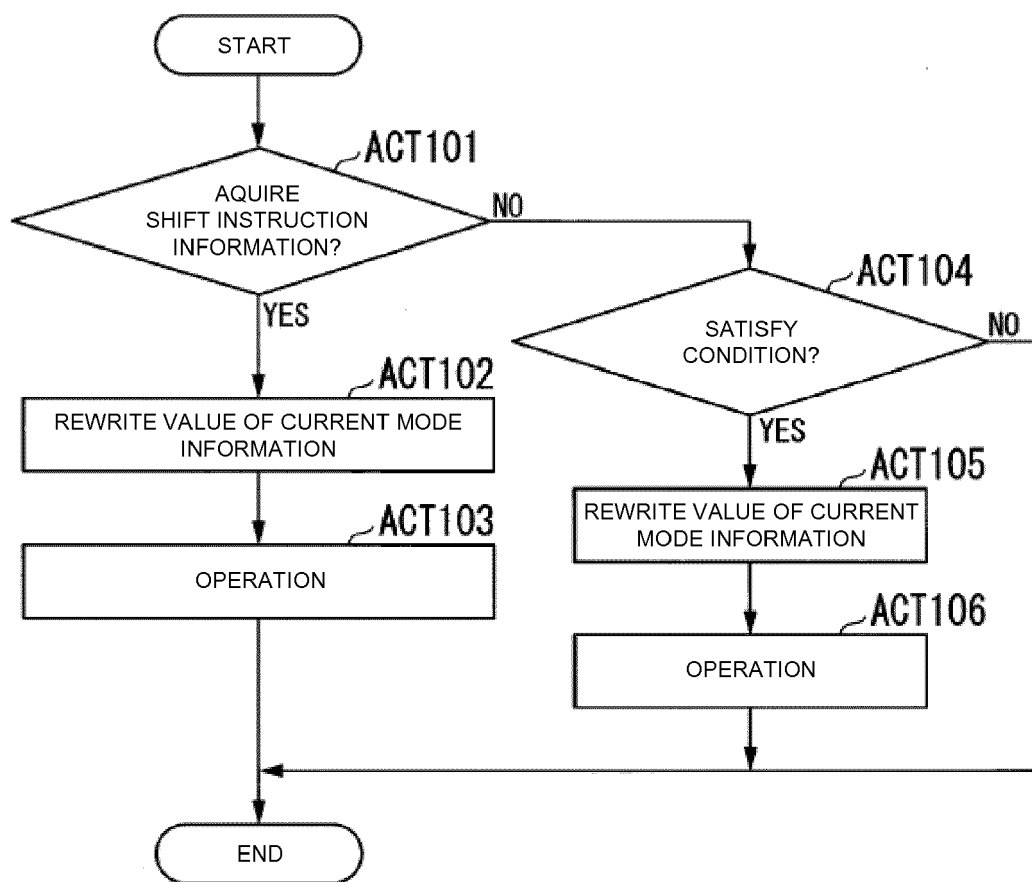 START
ACT101
AQUIRE
SHIFT INSTRUCTION
INFORMATION?
NO
YES
ACT104
SATISFY
CONDITION?
NO
YES
ACT102
REWRITE VALUE OF CURRENT MODE
INFORMATION
ACT105
REWRITE VALUE OF CURRENT
MODE INFORMATION
ACT103
OPERATION
ACT106
OPERATION
END